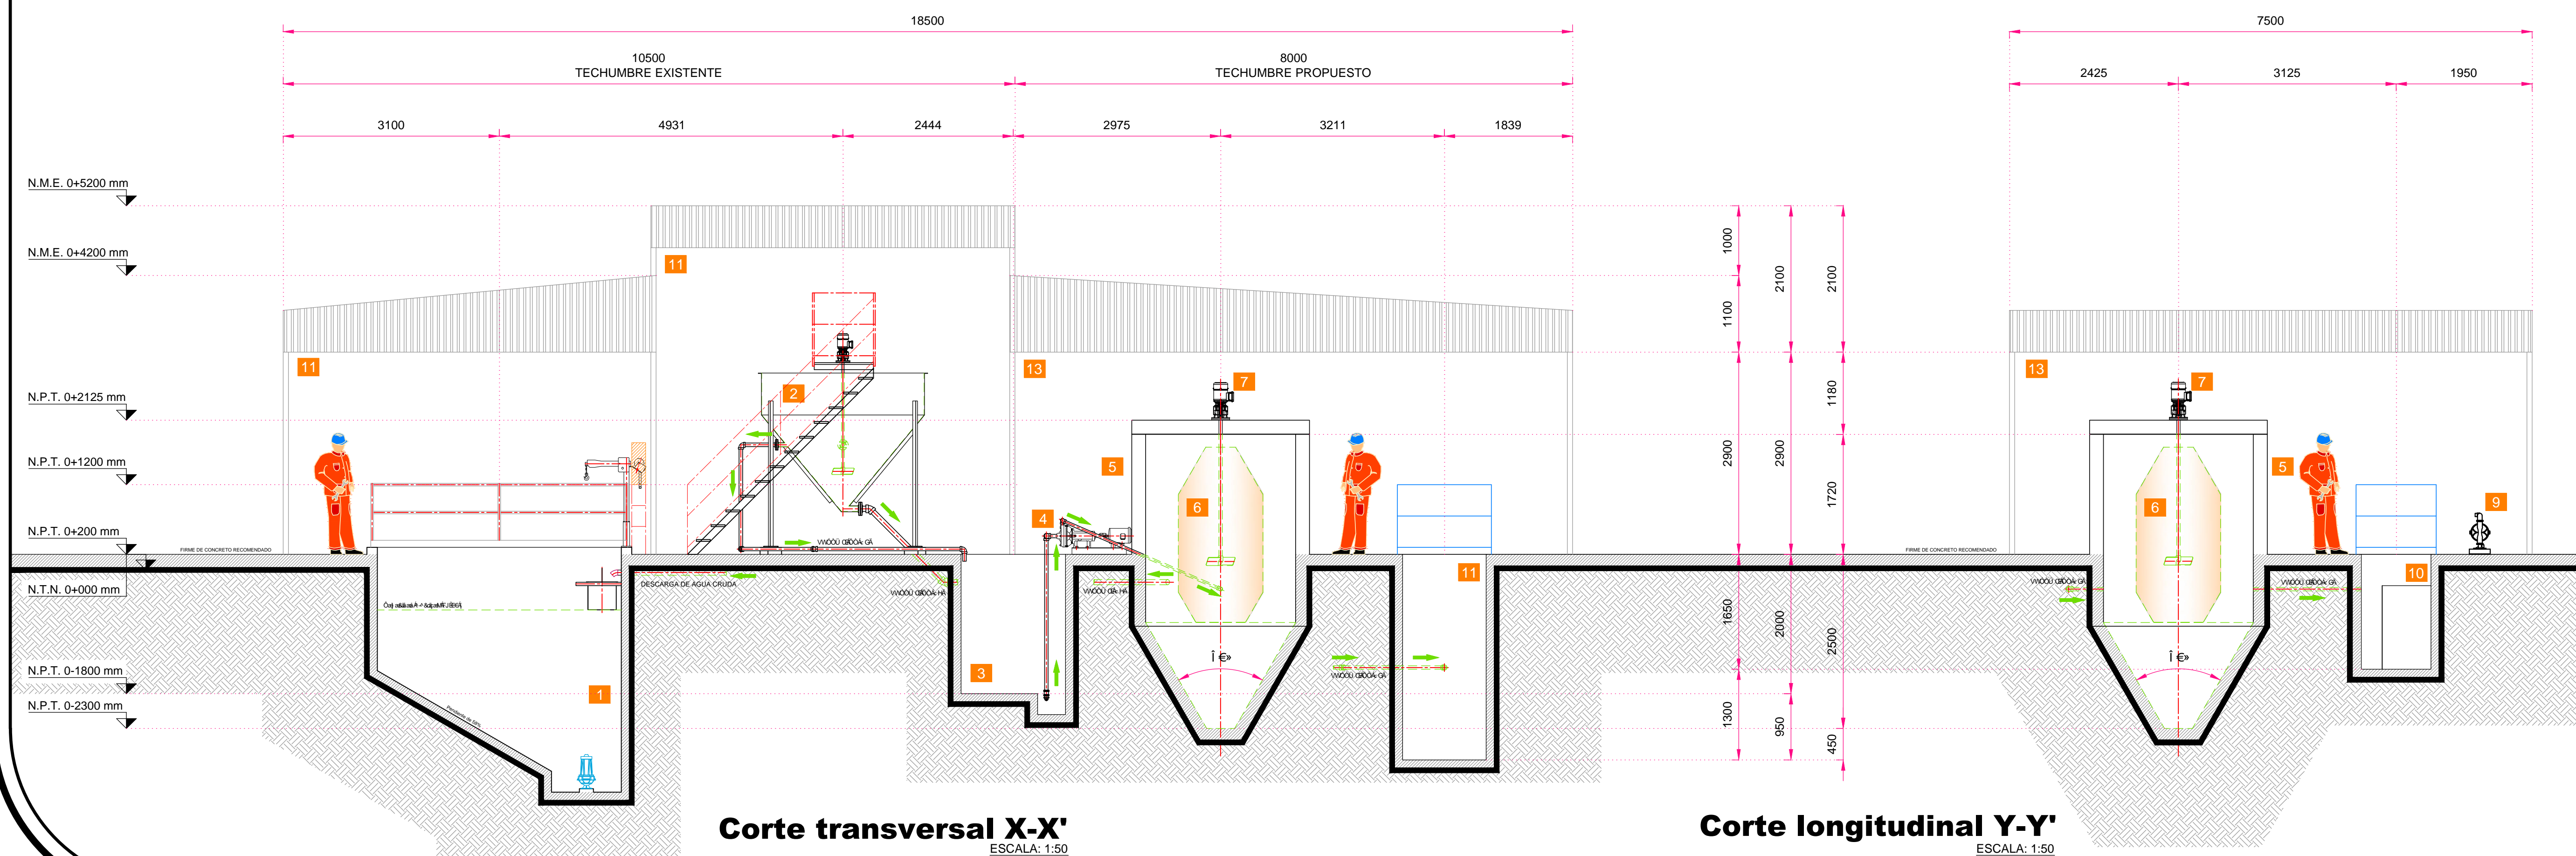 18500
7500
10500
TECHUMBRE EXISTENTE
8000
TECHUMBRE PROPUESTO
2425
3125
1950
3100
4931
2444
2975
3211
1839
N.M.E. 0+5200 mm
N.M.E. 0+4200 mm
N.P.T. 0+2125 mm
N.P.T. 0+1200 mm
N.P.T. 0+200 mm
N.T.N. 0+000 mm
N.P.T. 0-1800 mm
N.P.T. 0-2300 mm
11
11
13
13
2
7
7
5
6
4
5
6
9
10
11
3
1
1000
1100
2900
1650
1300
2100
2900
2000
950
2100
1180
1720
2500
450
FIRME DE CONCRETO RECOMENDADO
FIRME DE CONCRETO RECOMENDADO
DESCARGA DE AGUA CRUDA
Corte transversal X-X'
ESCALA: 1:50
Corte longitudinal Y-Y'
ESCALA: 1:50